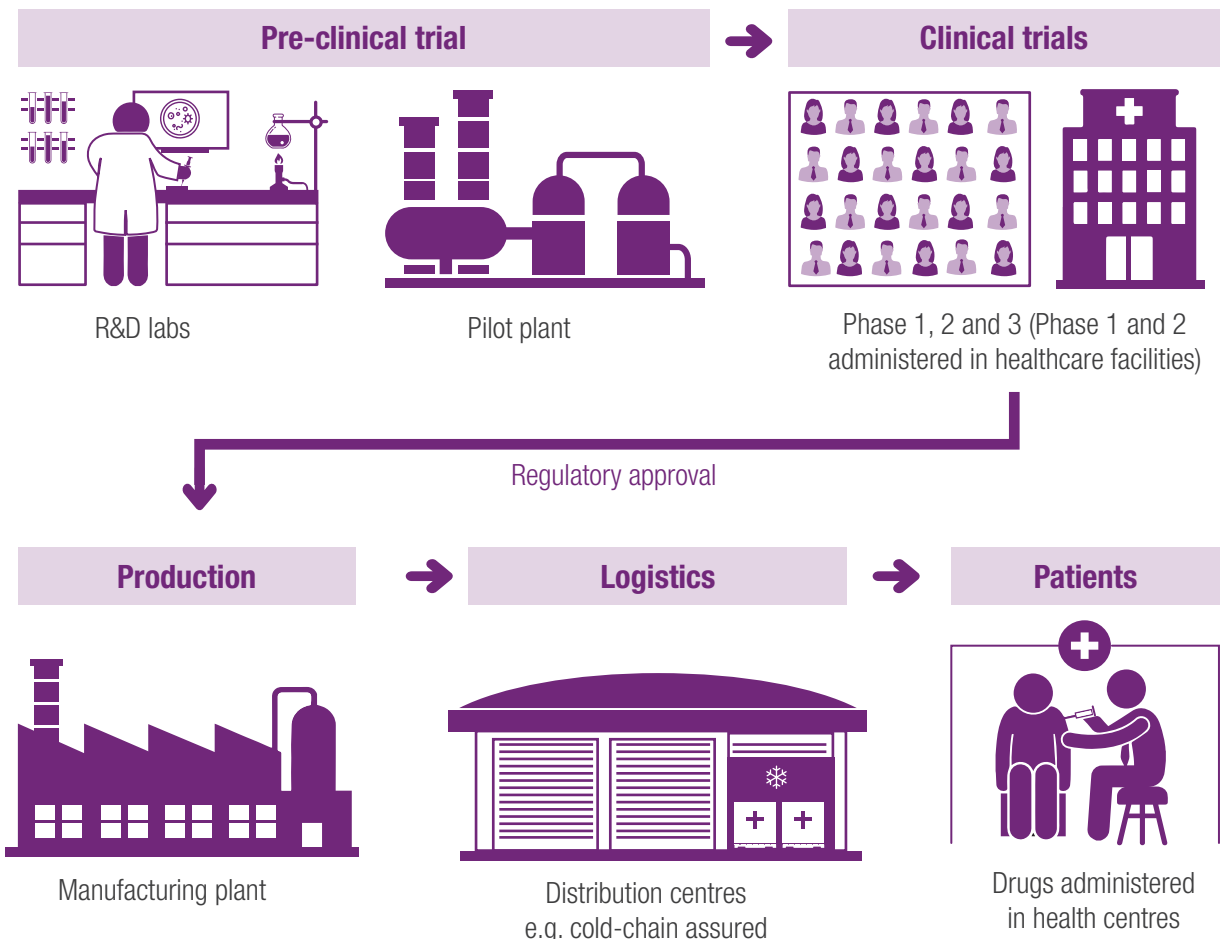 Pre-clinical trial
Clinical trials
R&D labs
Pilot plant
Phase 1, 2 and 3 (Phase 1 and 2
administered in healthcare facilities)
Regulatory approval
Production
Logistics
Patients
Manufacturing plant
Distribution centres
e.g. cold-chain assured
Drugs administered
in health centres